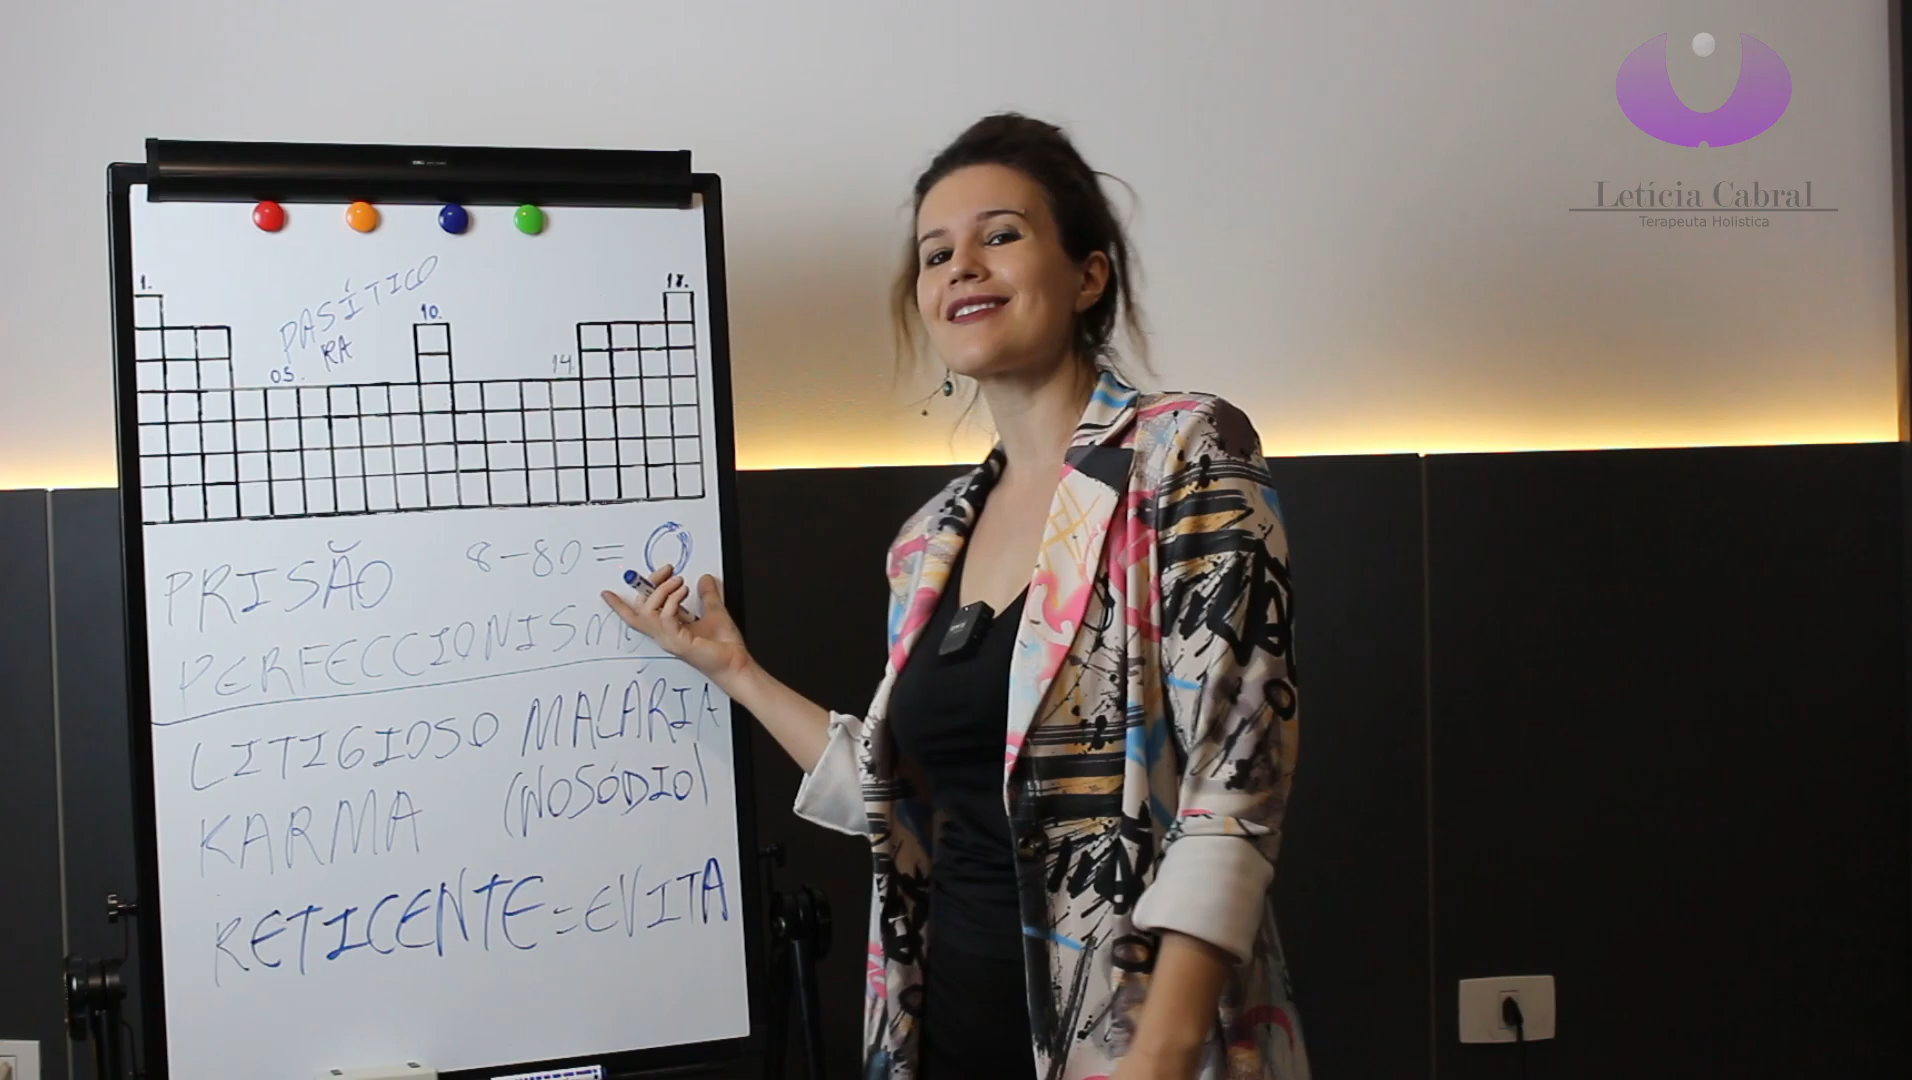 Letícia Cabral
Terapeuta Holística
1.
18.
PASÍTICO
RA
10.
14.
05.
PRISÃO 8-80=0
PERFECCIONISMO
LITIGIOSO MALÁRIA
KARMA (NOSÓDIO)
RETICENTE=EVITA